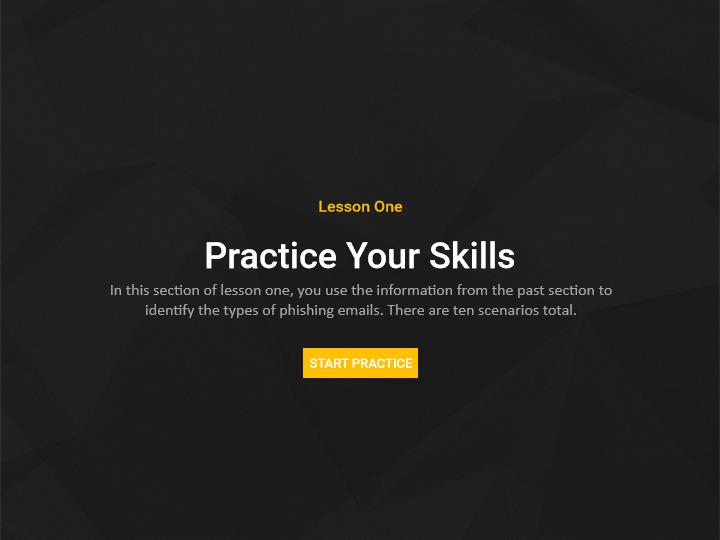 Lesson One
Practice Your Skills
In this section of lesson one, you use the information from the past section to
identify the types of phishing emails. There are ten scenarios total.
START PRACTICE